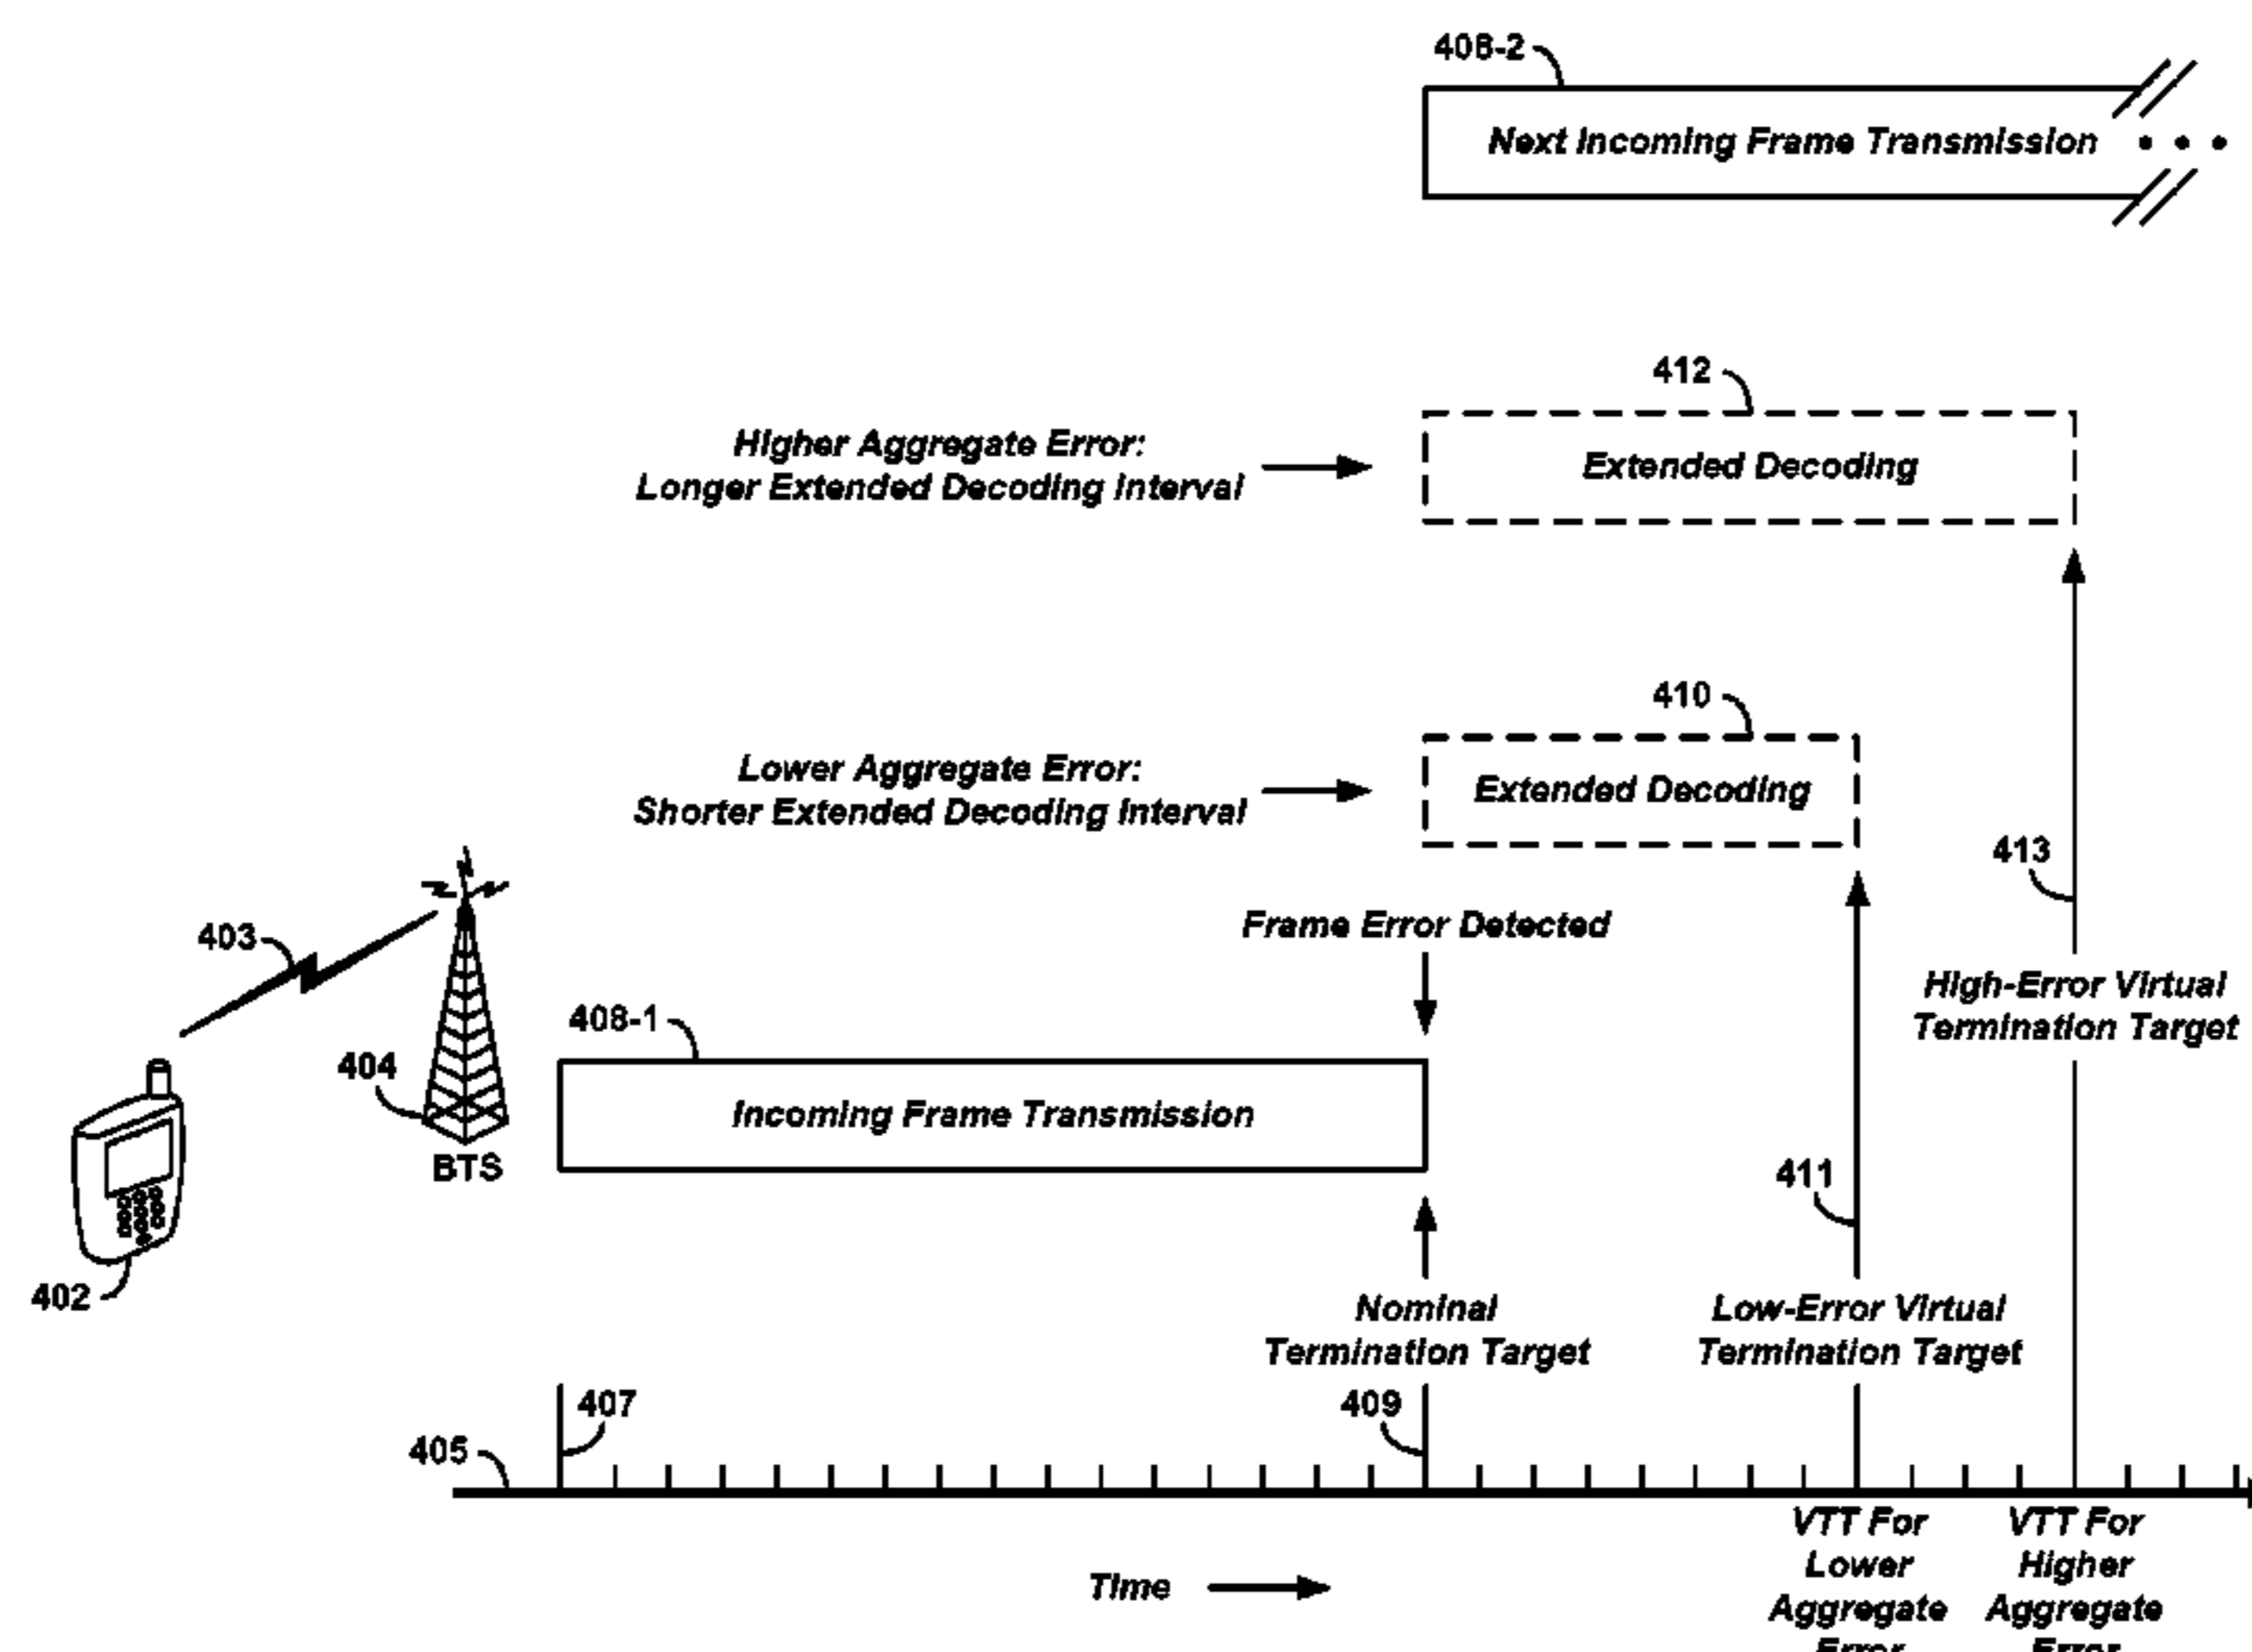 408-2
Next Incoming Frame Transmission
412
Higher Aggregate Error:
Longer Extended Decoding Interval
Extended Decoding
410
Lower Aggregate Error:
Shorter Extended Decoding Interval
Extended Decoding
413
Frame Error Detected
403
High-Error Virtual
Termination Target
408-1
404
Incoming Frame Transmission
BTS
411
402
Nominal
Termination Target
Low-Error Virtual
Termination Target
407
409
405
VTT For
Lower
Aggregate
Error
VTT For
Higher
Aggregate
Error
Time